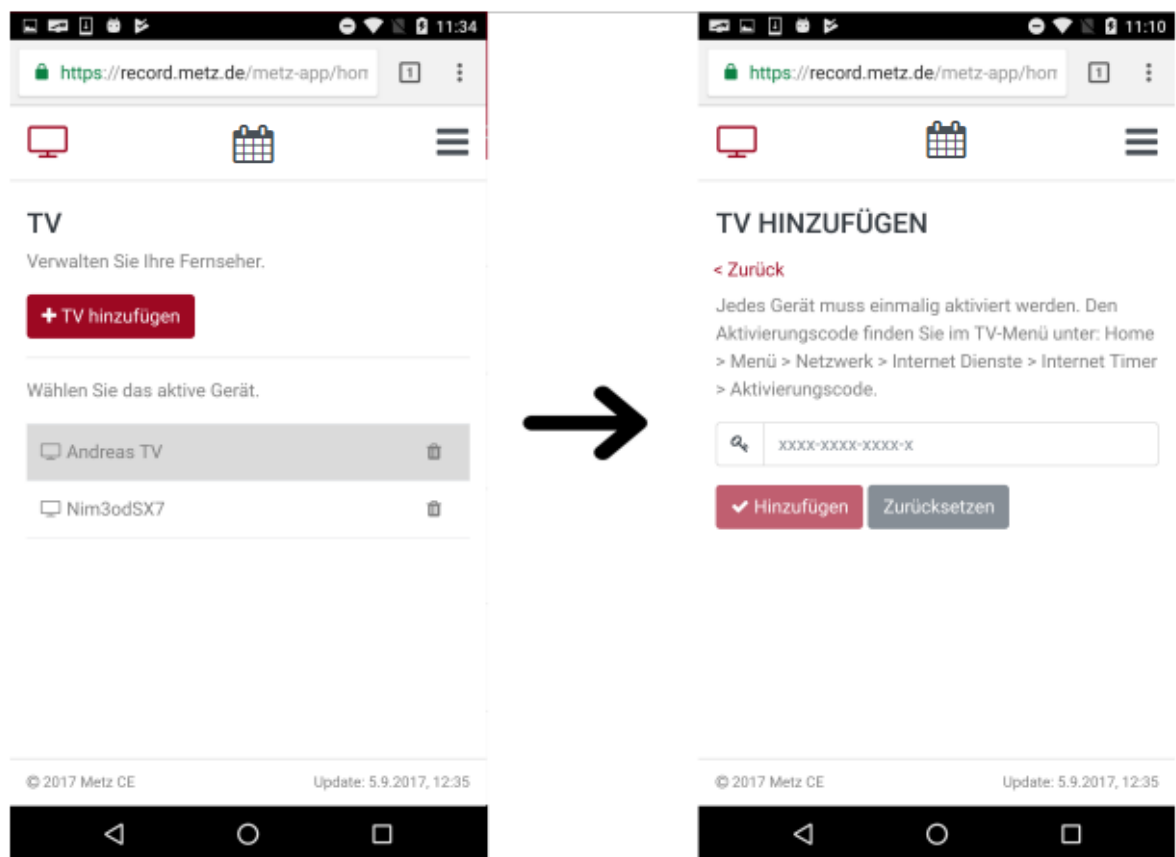 11:34
https://record.metz.de/metz-app/hom
1
TV
Verwalten Sie Ihre Fernseher.
+ TV hinzufügen
Wählen Sie das aktive Gerät.
Andreas TV
Nim3odSX7
© 2017 Metz CE
Update: 5.9.2017, 12:35
11:10
https://record.metz.de/metz-app/hom
1
TV HINZUFÜGEN
< Zurück
Jedes Gerät muss einmalig aktiviert werden. Den
Aktivierungscode finden Sie im TV-Menü unter: Home
> Menü > Netzwerk > Internet Dienste > Internet Timer
> Aktivierungscode.
xxxx-xxxx-xxxx-x
Hinzufügen
Zurücksetzen
© 2017 Metz CE
Update: 5.9.2017, 12:35